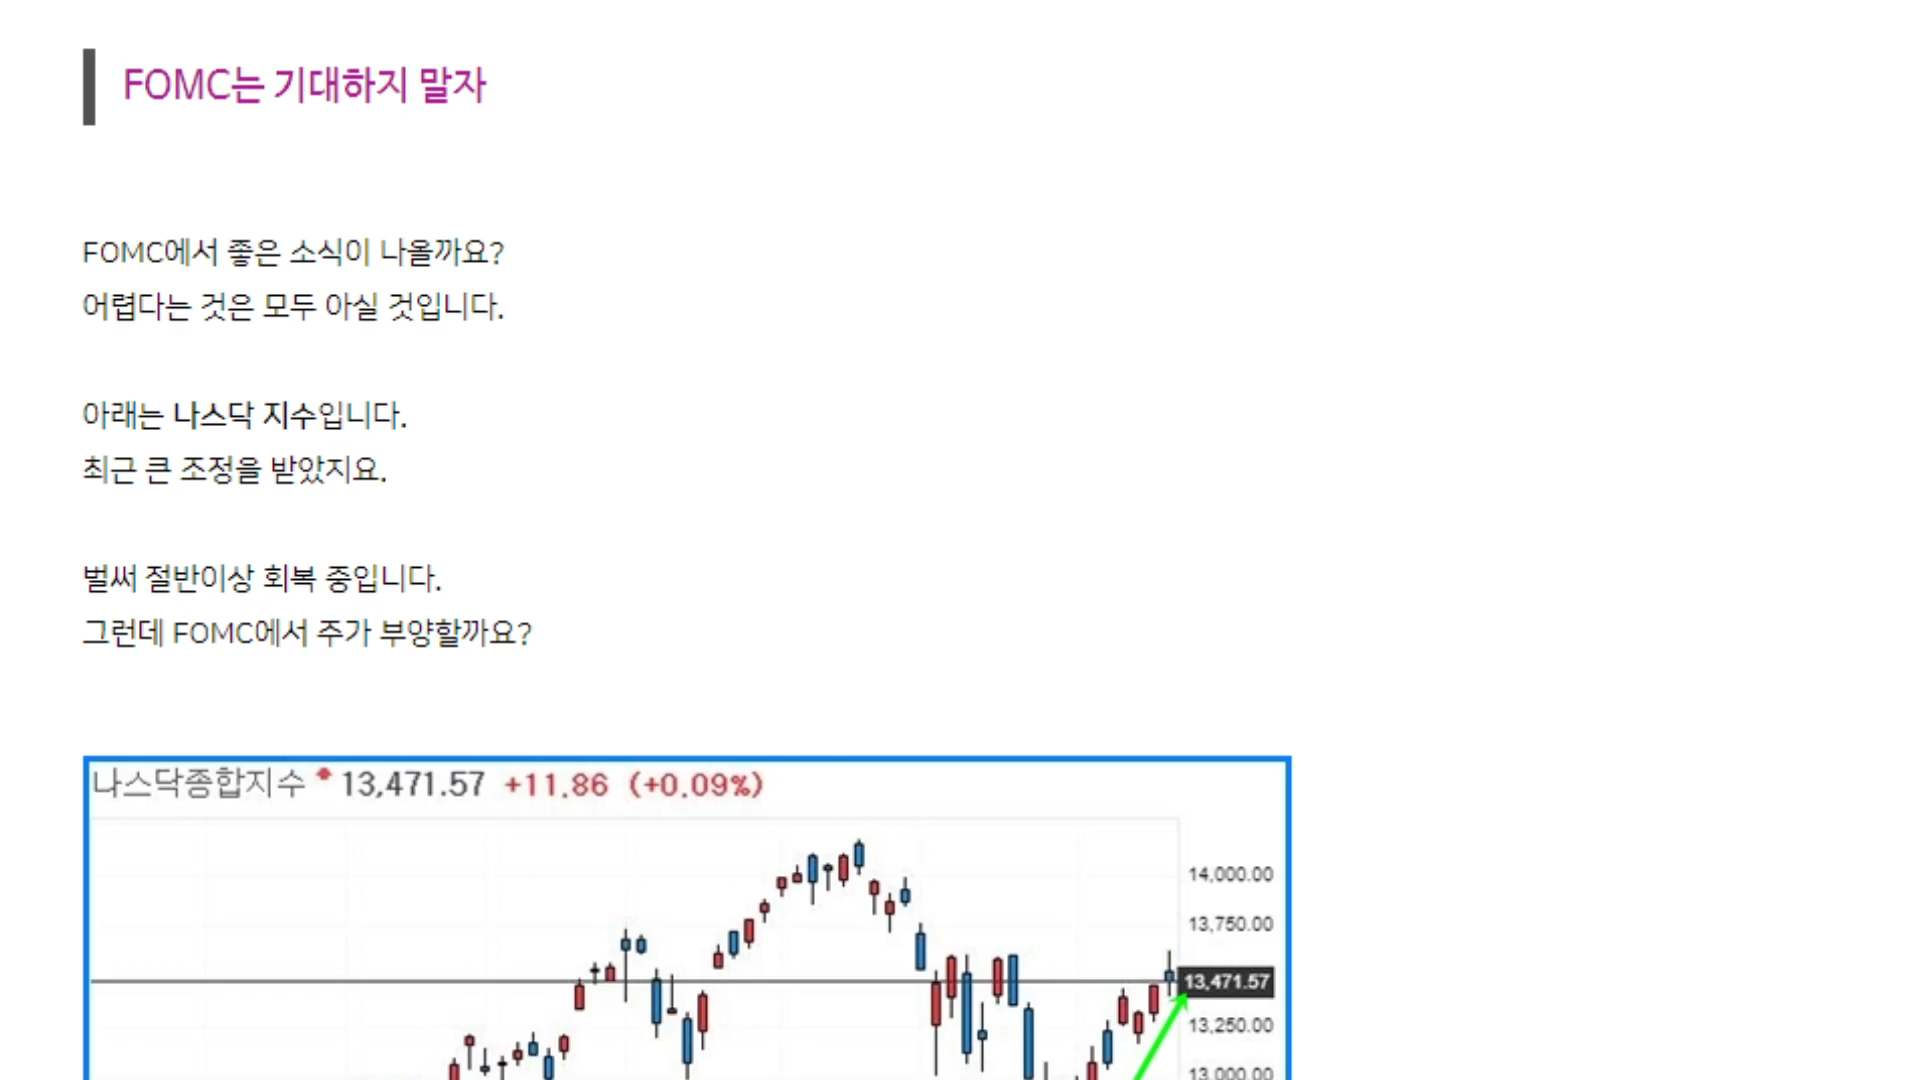 FOMC는 기대하지 말자
FOMC에서 좋은 소식이 나올까요?
어렵다는 것은 모두 아실 것입니다.
아래는 나스닥 지수입니다.
최근 큰 조정을 받았지요.
벌써 절반이상 회복 중입니다.
그런데 FOMC에서 주가 부양할까요?
나스닥종합지수 13,471.57 +11.86 (+0.09%)
14,000.00
13,750.00
13,471.57
13,250.00
13,000.00